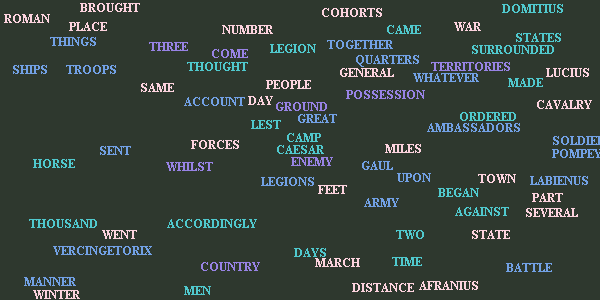 BROUGHT
DOMITIUS
ROMAN
COHORTS
PLACE
NUMBER
CAME
WAR
THINGS
THREE
TOGETHER
STATES
COME
LEGION
SURROUNDED
QUARTERS
SHIPS
TROOPS
THOUGHT
GENERAL
TERRITORIES
LUCIUS
WHATEVER
MADE
SAME
PEOPLE
POSSESSION
ACCOUNT
DAY
GROUND
CAVALRY
LEST
GREAT
ORDERED
AMBASSADORS
CAMP
SENT
FORCES
CAESAR
MILES
POMPEY
HORSE
WHILST
ENEMY
GAUL
LEGIONS
FEET
UPON
TOWN
LABIENUS
BEGAN
PART
ARMY
AGAINST
SEVERAL
THOUSAND
ACCORDINGLY
WENT
TWO
STATE
VERCINGETORIX
DAYS
COUNTRY
MARCH
TIME
BATTLE
MANNER
WINTER
MEN
DISTANCE
AFRANIUS